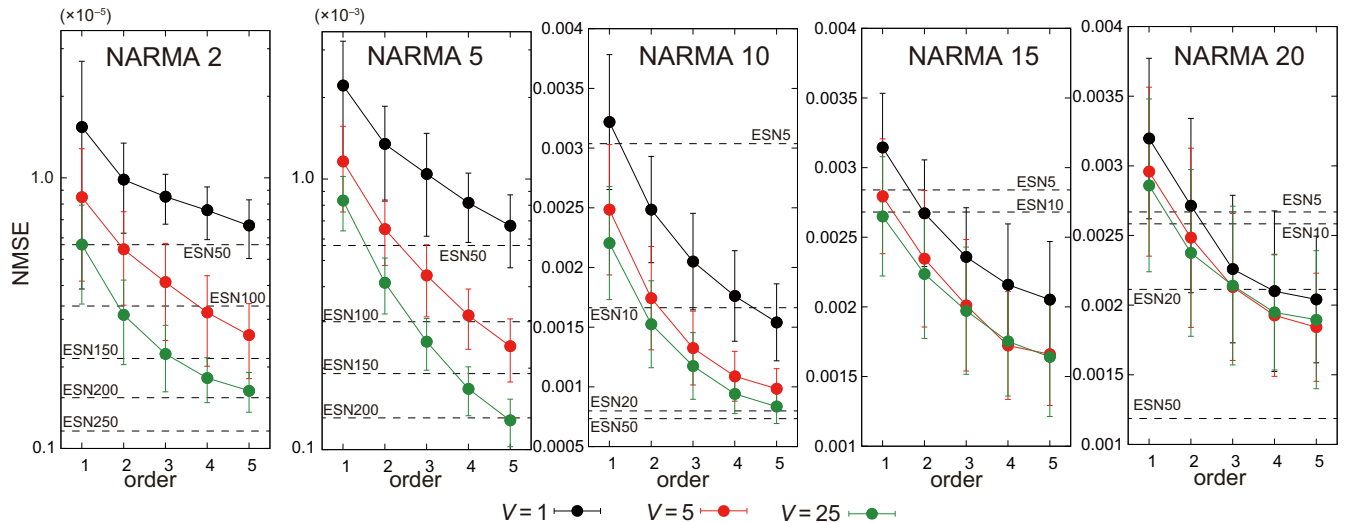 (×10⁻⁵)
NARMA 2
NMSE
1.0
0.1
ESN50
ESN100
ESN150
ESN200
ESN250
1 2 3 4 5
order
(×10⁻³)
NARMA 5
1.0
0.1
ESN50
ESN100
ESN150
ESN200
1 2 3 4 5
order
NARMA 10
0.004
0.0035
0.003
0.0025
0.002
0.0015
0.001
0.0005
ESN5
ESN10
ESN20
ESN50
1 2 3 4 5
order
NARMA 15
0.004
0.0035
0.003
0.0025
0.002
0.0015
0.001
ESN5
ESN10
1 2 3 4 5
order
NARMA 20
0.004
0.0035
0.003
0.0025
0.002
0.0015
0.001
ESN5
ESN10
ESN20
ESN50
1 2 3 4 5
order
V = 1 V = 5 V = 25